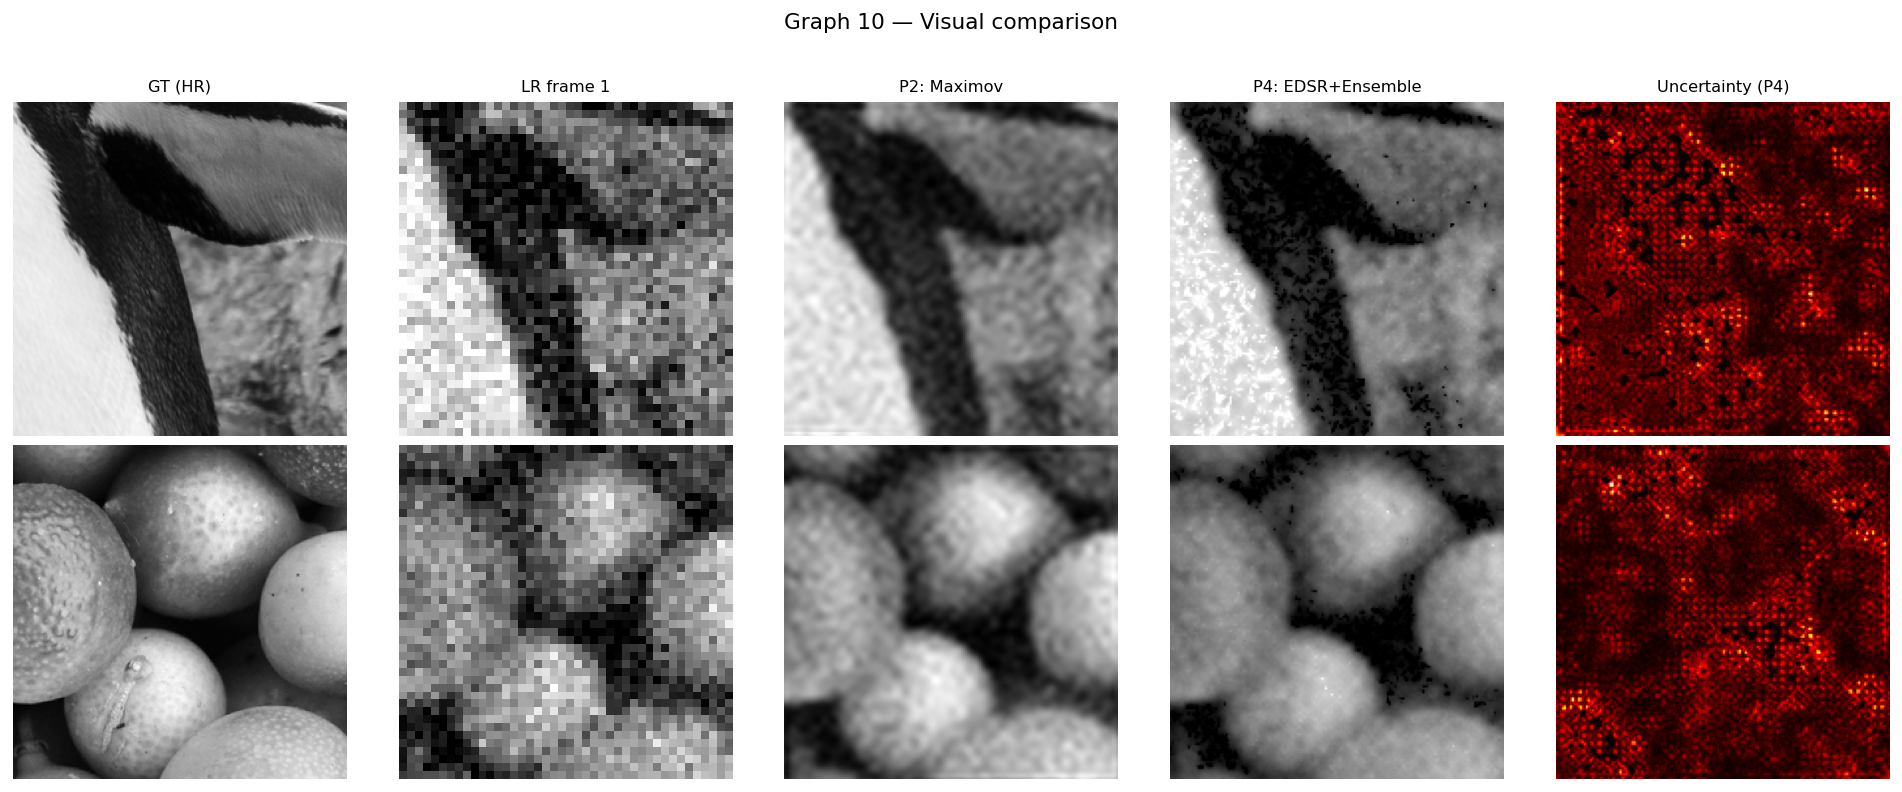 Graph 10 — Visual comparison
GT (HR)
LR frame 1
P2: Maximov
P4: EDSR+Ensemble
Uncertainty (P4)